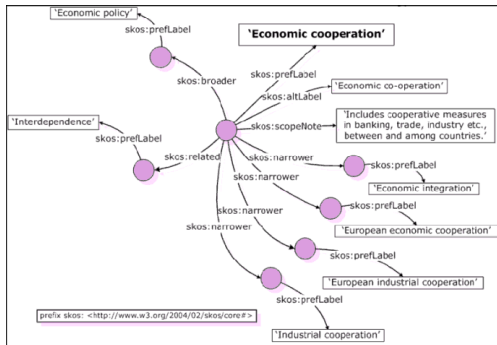 'Economic policy'
skos:prefLabel
'Economic cooperation'
skos:broader
skos:prefLabel
skos:altLabel
'Economic co-operation'
skos:scopeNote
'Includes cooperative measures
in banking, trade, industry etc.,
between and among countries.'
'Interdependence'
skos:prefLabel
skos:related
skos:narrower
skos:prefLabel
'Economic integration'
skos:narrower
skos:prefLabel
'European economic cooperation'
skos:narrower
skos:narrower
skos:prefLabel
'European industrial cooperation'
skos:prefLabel
'Industrial cooperation'
prefix skos: <http://www.w3.org/2004/02/skos/core#>